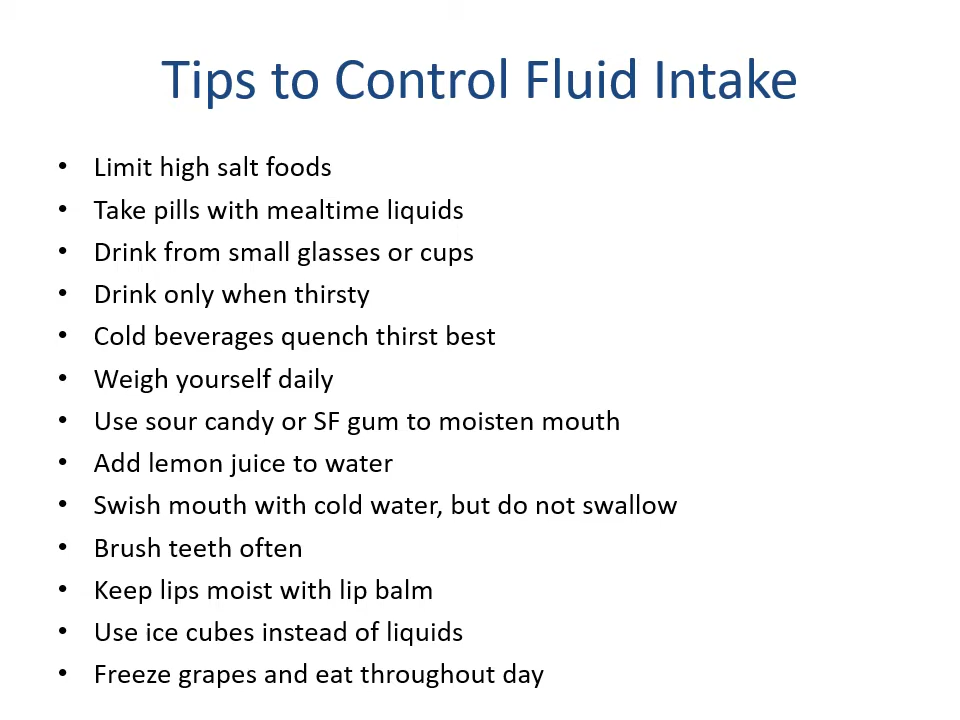 Tips to Control Fluid Intake
• Limit high salt foods
• Take pills with mealtime liquids
• Drink from small glasses or cups
• Drink only when thirsty
• Cold beverages quench thirst best
• Weigh yourself daily
• Use sour candy or SF gum to moisten mouth
• Add lemon juice to water
• Swish mouth with cold water, but do not swallow
• Brush teeth often
• Keep lips moist with lip balm
• Use ice cubes instead of liquids
• Freeze grapes and eat throughout day